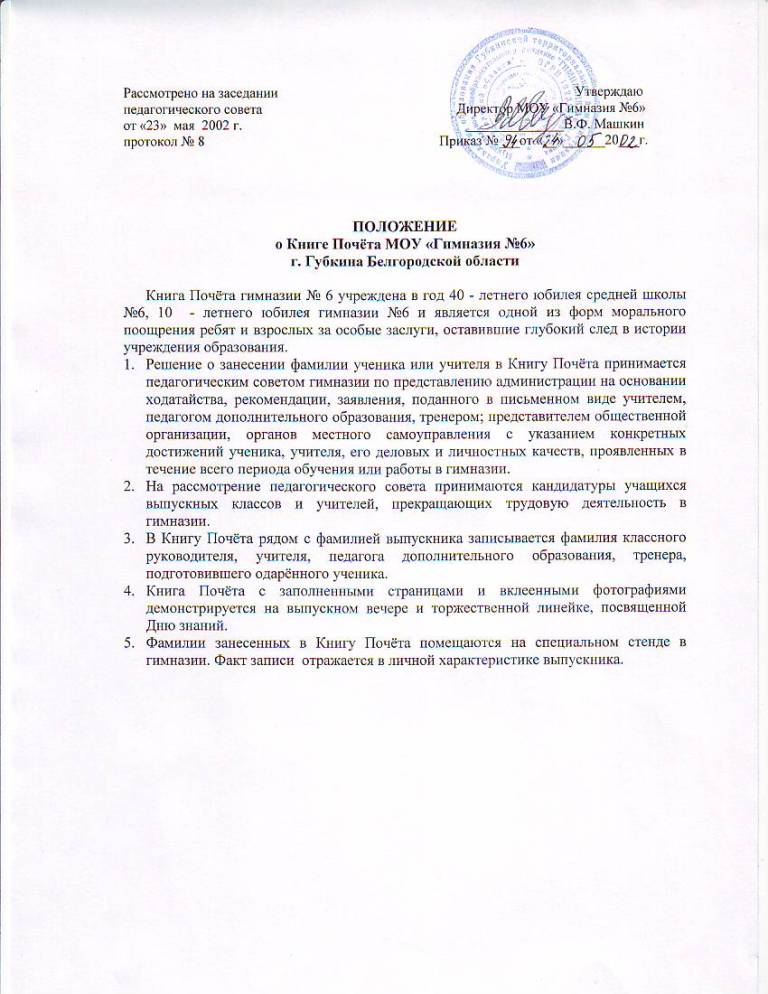 Рассмотрено на заседании
педагогического совета
от «23» мая 2002 г.
протокол № 8
Утверждаю
Директор МОУ «Гимназия №6»
В.Ф. Машкин
Приказ № 94 от «24» 05 2002 г.
ПОЛОЖЕНИЕ
о Книге Почёта МОУ «Гимназия №6»
г. Губкина Белгородской области
Книга Почёта гимназии № 6 учреждена в год 40 - летнего юбилея средней школы
№6, 10 - летнего юбилея гимназии №6 и является одной из форм морального
поощрения ребят и взрослых за особые заслуги, оставившие глубокий след в истории
учреждения образования.
1. Решение о занесении фамилии ученика или учителя в Книгу Почёта принимается
педагогическим советом гимназии по представлению администрации на основании
ходатайства, рекомендации, заявления, поданного в письменном виде учителем,
педагогом дополнительного образования, тренером; представителем общественной
организации, органов местного самоуправления с указанием конкретных
достижений ученика, учителя, его деловых и личностных качеств, проявленных в
течение всего периода обучения или работы в гимназии.
2. На рассмотрение педагогического совета принимаются кандидатуры учащихся
выпускных классов и учителей, прекращающих трудовую деятельность в
гимназии.
3. В Книгу Почёта рядом с фамилией выпускника записывается фамилия классного
руководителя, учителя, педагога дополнительного образования, тренера,
подготовившего одарённого ученика.
4. Книга Почёта с заполненными страницами и вклеенными фотографиями
демонстрируется на выпускном вечере и торжественной линейке, посвященной
Дню знаний.
5. Фамилии занесенных в Книгу Почёта помещаются на специальном стенде в
гимназии. Факт записи отражается в личной характеристике выпускника.